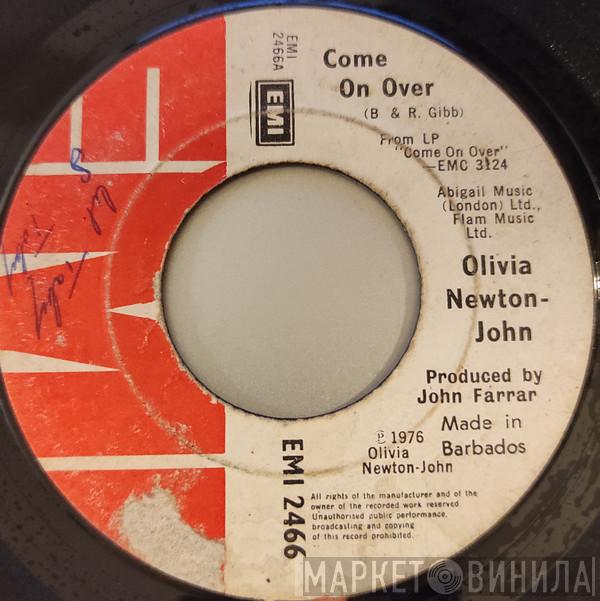 EMI
2466A
EMI
Come
On Over
(B & R. Gibb)
From LP
"Come On Over"
—EMC 3124
Abigail Music
(London) Ltd.,
Flam Music
Ltd.
Olivia
Newton-
John
Produced by
John Farrar
Made in
Barbados
℗ 1976
Olivia
Newton-John
EMI 2466
All rights of the manufacturer and of the
owner of the recorded work reserved.
Unauthorised public performance,
broadcasting and copying
of this record prohibited.
МАРКЕТ ВИНИЛА